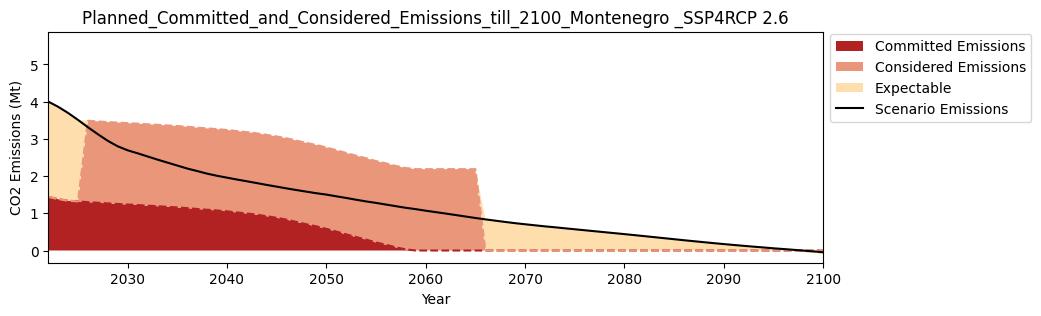 Planned_Committed_and_Considered_Emissions_till_2100_Montenegro _SSP4RCP 2.6
Committed Emissions
Considered Emissions
Expectable
Scenario Emissions
CO2 Emissions (Mt)
5
4
3
2
1
0
2030 2040 2050 2060 2070 2080 2090 2100
Year